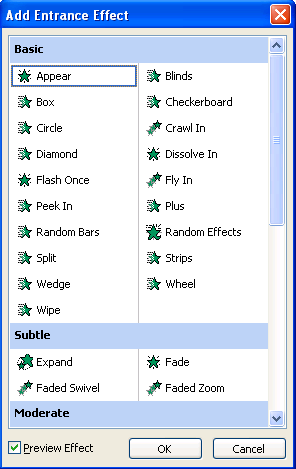 Add Entrance Effect
Basic
Appear Blinds
Box Checkerboard
Circle Crawl In
Diamond Dissolve In
Flash Once Fly In
Peek In Plus
Random Bars Random Effects
Split Strips
Wedge Wheel
Wipe
Subtle
Expand Fade
Faded Swivel Faded Zoom
Moderate
Preview Effect OK Cancel